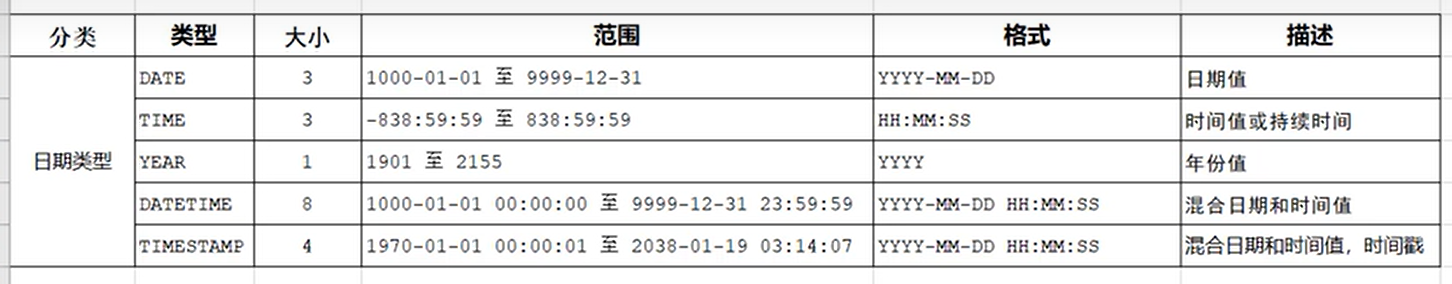 分类 类型 大小 范围 格式 描述
DATE 3 1000-01-01 至 9999-12-31 YYYY-MM-DD 日期值
TIME 3 -838:59:59 至 838:59:59 HH:MM:SS 时间值或持续时间
日期类型 YEAR 1 1901 至 2155 YYYY 年份值
DATETIME 8 1000-01-01 00:00:00 至 9999-12-31 23:59:59 YYYY-MM-DD HH:MM:SS 混合日期和时间值
TIMESTAMP 4 1970-01-01 00:00:01 至 2038-01-19 03:14:07 YYYY-MM-DD HH:MM:SS 混合日期和时间值，时间戳